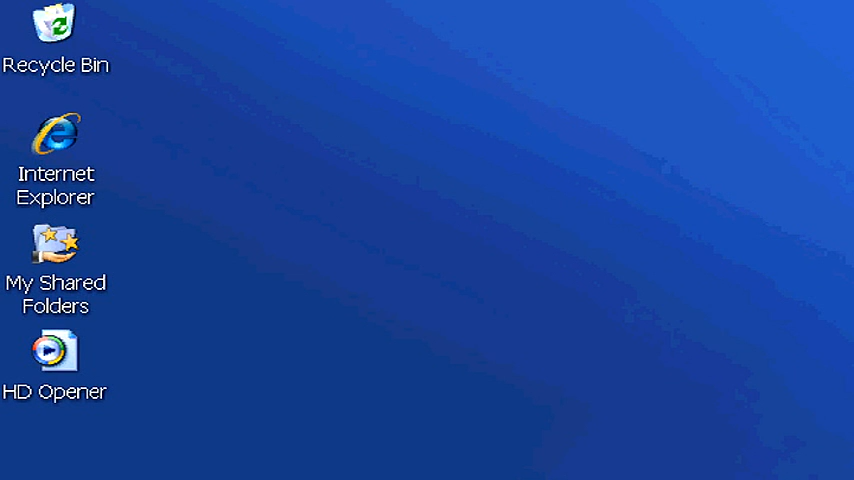 Recycle Bin
Internet
Explorer
My Shared
Folders
HD Opener